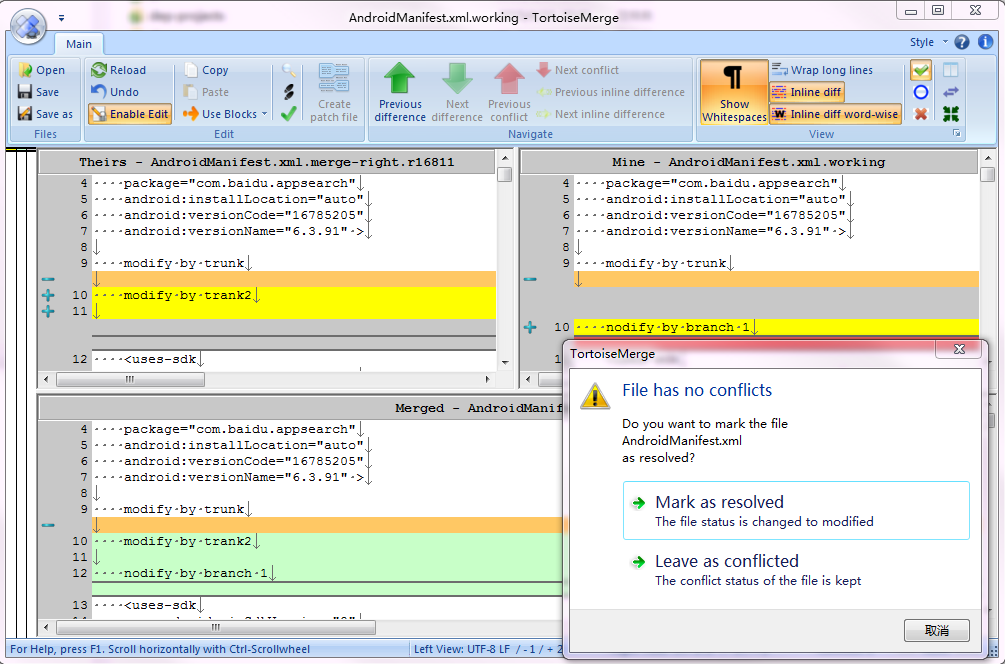 AndroidManifest.xml.working - TortoiseMerge
Main
Style
Open
Save
Save as
Files
Reload
Undo
Enable Edit
Copy
Paste
Use Blocks
Edit
Create
patch file
Previous
difference
Next
difference
Previous
conflict
Next conflict
Previous inline difference
Next inline difference
Navigate
Show
Whitespaces
Wrap long lines
Inline diff
Inline diff word-wise
View
Theirs - AndroidManifest.xml.merge-right.r16811
4 ····package="com.baidu.appsearch"↓
5 ····android:installLocation="auto"↓
6 ····android:versionCode="16785205"↓
7 ····android:versionName="6.3.91"·>↓
8 ↓
9 ····modify·by·trunk↓
↓
10 ····modify·by·trank2↓
11 ↓
12 ····<uses-sdk↓
Mine - AndroidManifest.xml.working
4 ····package="com.baidu.appsearch"↓
5 ····android:installLocation="auto"↓
6 ····android:versionCode="16785205"↓
7 ····android:versionName="6.3.91"·>↓
8 ↓
9 ····modify·by·trunk↓
↓
10 ····nodify·by·branch·1↓
Merged - AndroidManif
4 ····package="com.baidu.appsearch"↓
5 ····android:installLocation="auto"↓
6 ····android:versionCode="16785205"↓
7 ····android:versionName="6.3.91"·>↓
8 ↓
9 ····modify·by·trunk↓
↓
10 ····modify·by·trank2↓
11 ↓
12 ····nodify·by·branch·1↓
13 ····<uses-sdk↓
TortoiseMerge
File has no conflicts
Do you want to mark the file
AndroidManifest.xml
as resolved?
Mark as resolved
The file status is changed to modified
Leave as conflicted
The conflict status of the file is kept
取消
For Help, press F1. Scroll horizontally with Ctrl-Scrollwheel
Left View: UTF-8 LF / - 1 / + 2